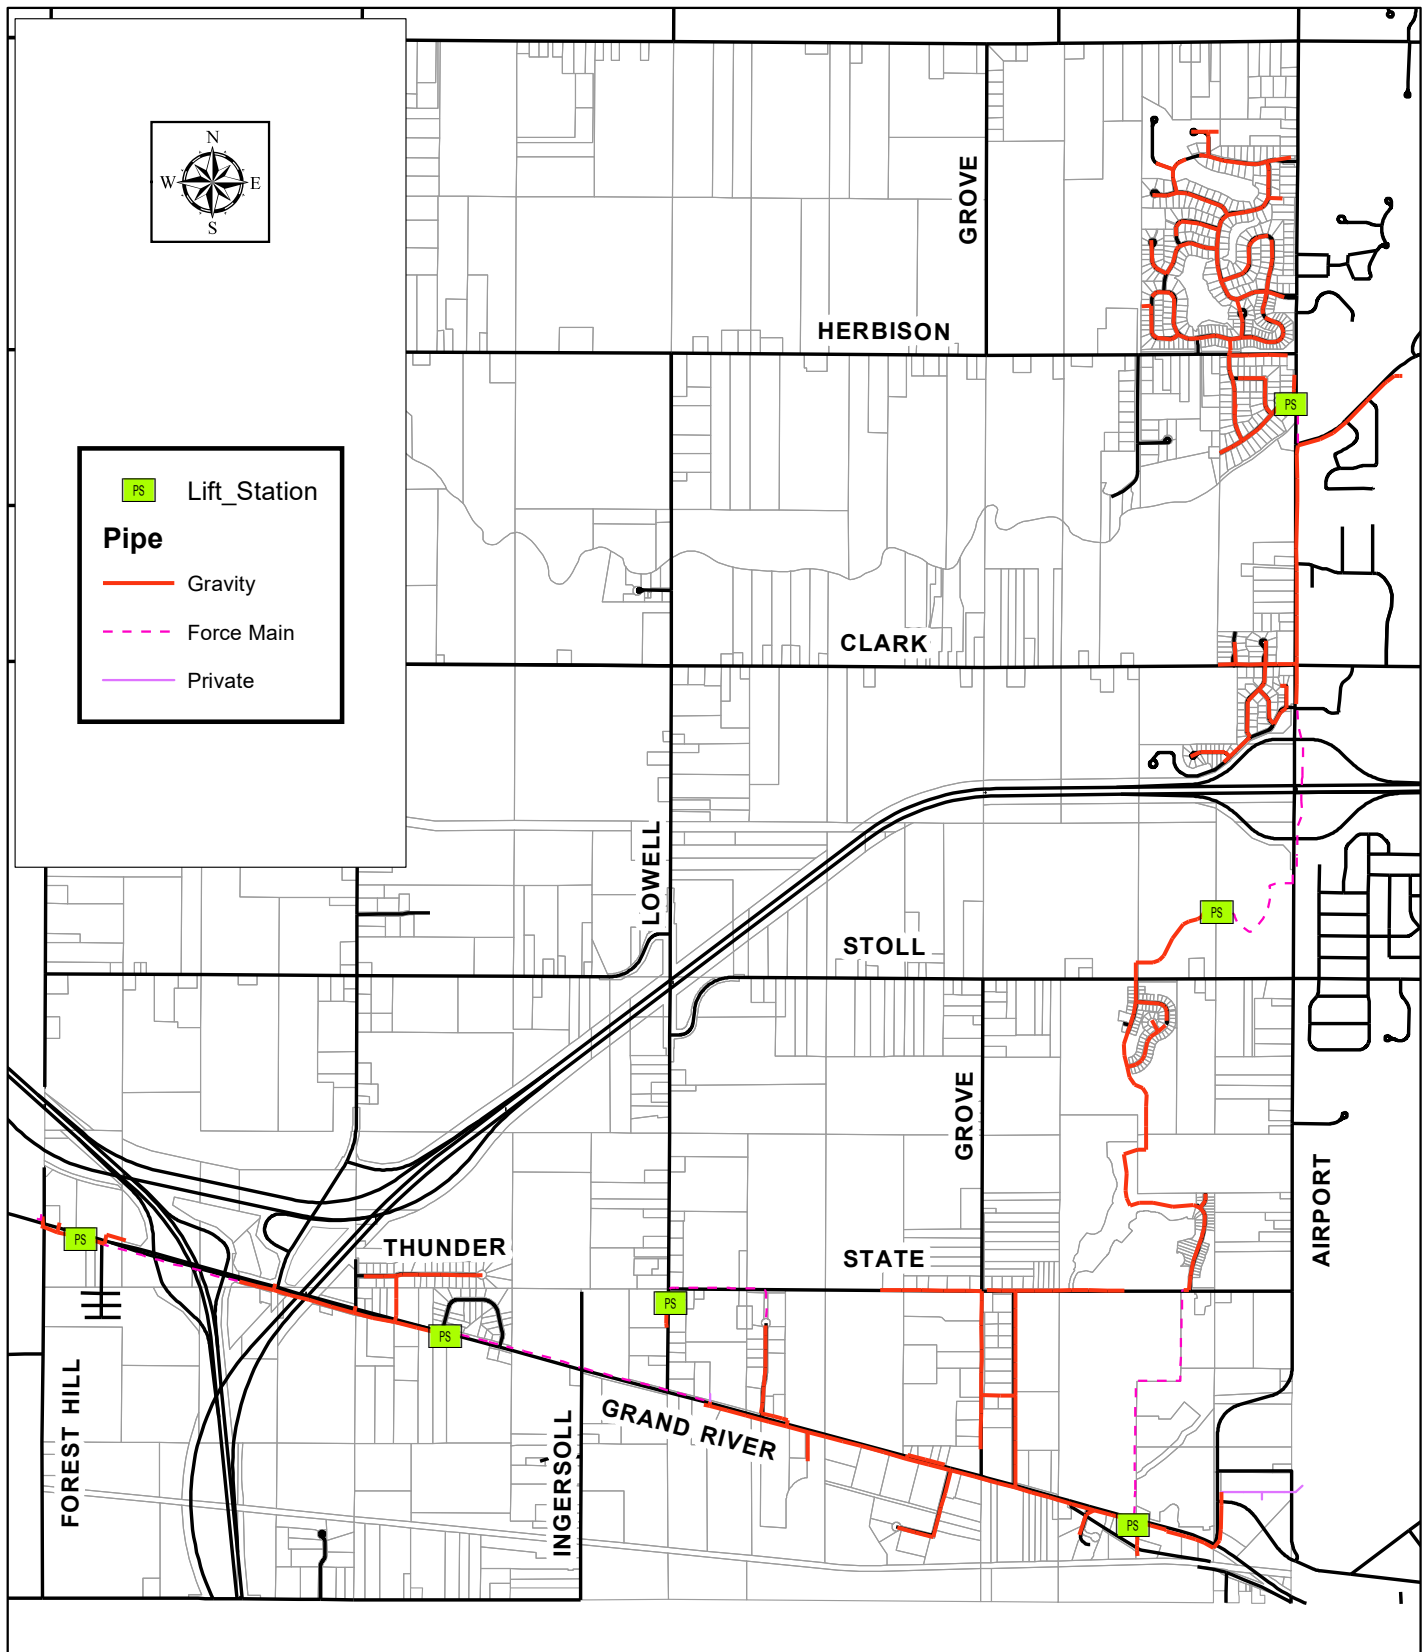 N
W E
S
GROVE
HERBISON
PS
PS Lift_Station
Pipe
Gravity
Force Main
Private
CLARK
LOWELL
PS
STOLL
GROVE
AIRPORT
PS
THUNDER
STATE
PS
PS
FOREST HILL
GRAND RIVER
INGERSOLL
PS